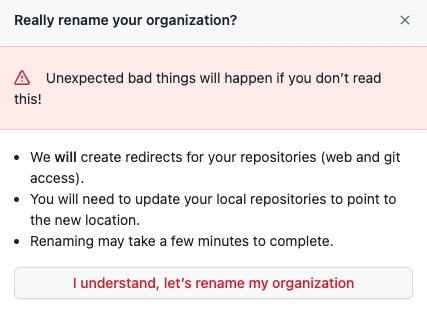 Really rename your organization?
Unexpected bad things will happen if you don’t read
this!
We will create redirects for your repositories (web and git
access).
You will need to update your local repositories to point to
the new location.
Renaming may take a few minutes to complete.
I understand, let’s rename my organization